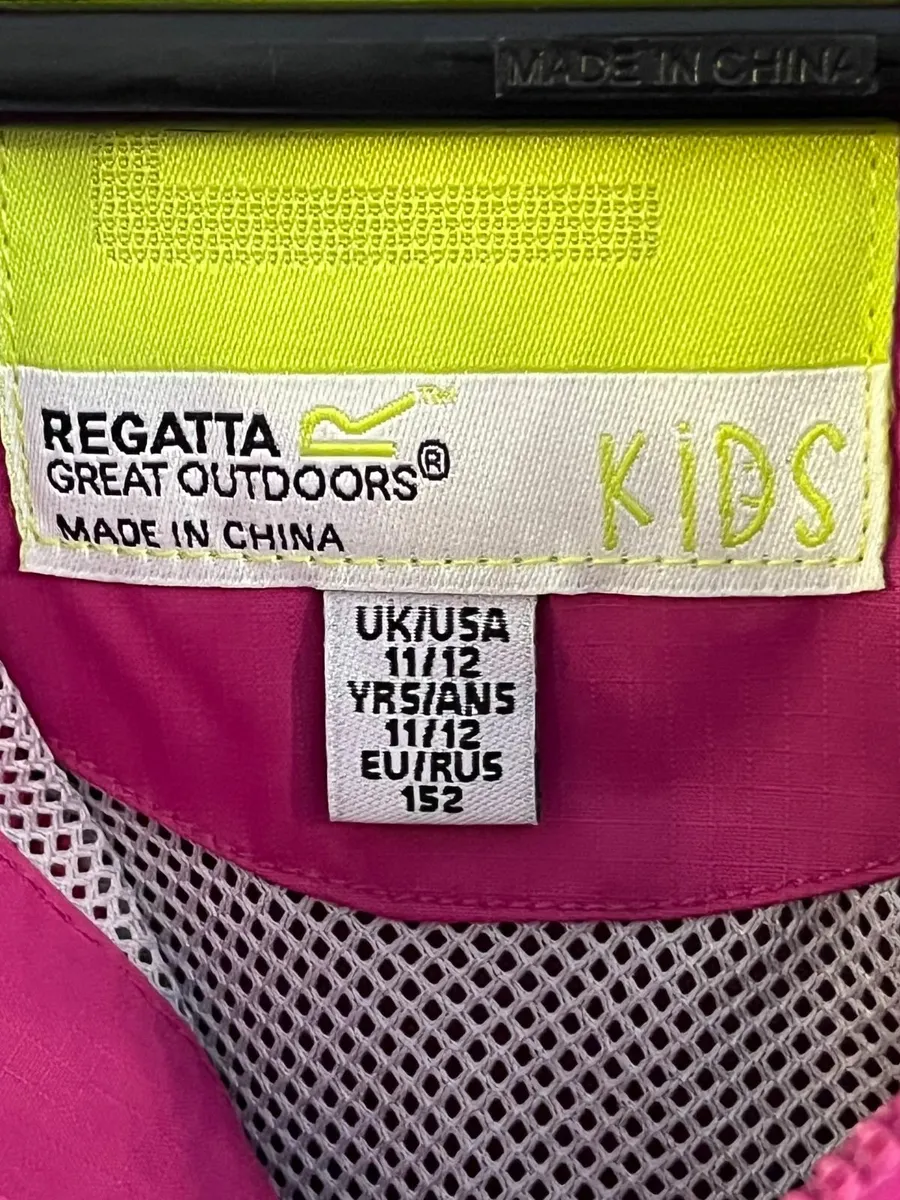 MADE IN CHINA
REGATTA
GREAT OUTDOORS®
MADE IN CHINA
KiDS
UK/USA
11/12
YRS/ANS
11/12
EU/RUS
152